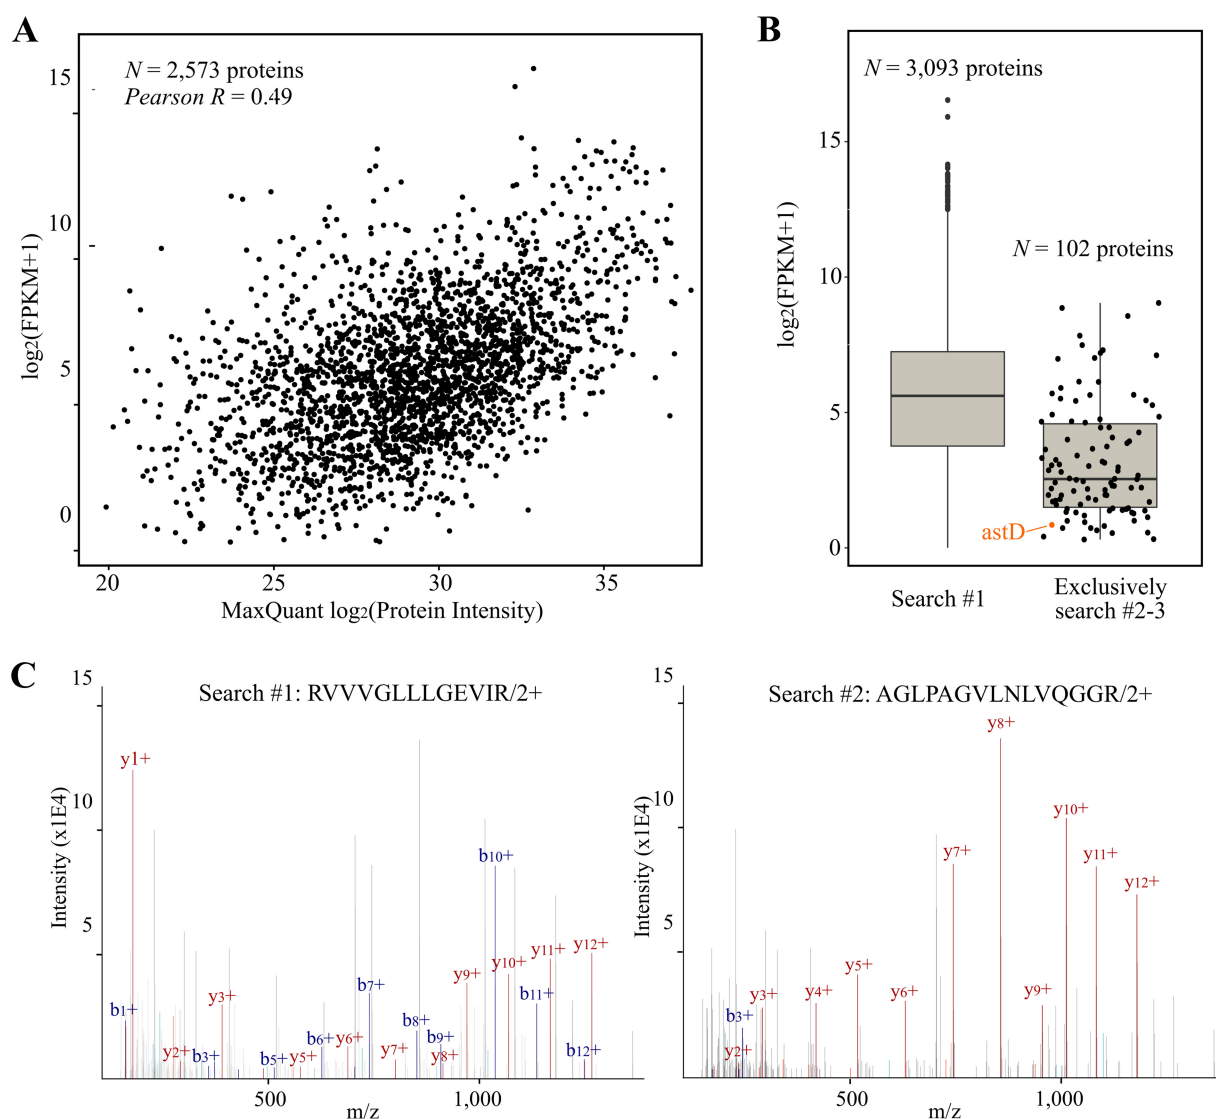 A
N = 2,573 proteins
Pearson R = 0.49
log2(FPKM+1)
15
10
5
0
20
25
30
35
MaxQuant log2(Protein Intensity)
B
N = 3,093 proteins
N = 102 proteins
log2(FPKM+1)
15
10
5
0
astD
Search #1
Exclusively
search #2-3
C
Search #1: RVVVGLLLGEVIR/2+
Intensity (x1E4)
15
10
5
y1+
b1+
y2+
y3+
b3+
b5+
y5+
b6+
y6+
b7+
y7+
b8+
b9+
y8+
y9+
b10+
y10+
b11+
y11+
b12+
y12+
500
1,000
m/z
Search #2: AGLPAGVLNLVQGGR/2+
Intensity (x1E4)
15
10
5
b3+
y2+
y3+
y4+
y5+
y6+
y7+
y8+
y9+
y10+
y11+
y12+
500
1,000
m/z